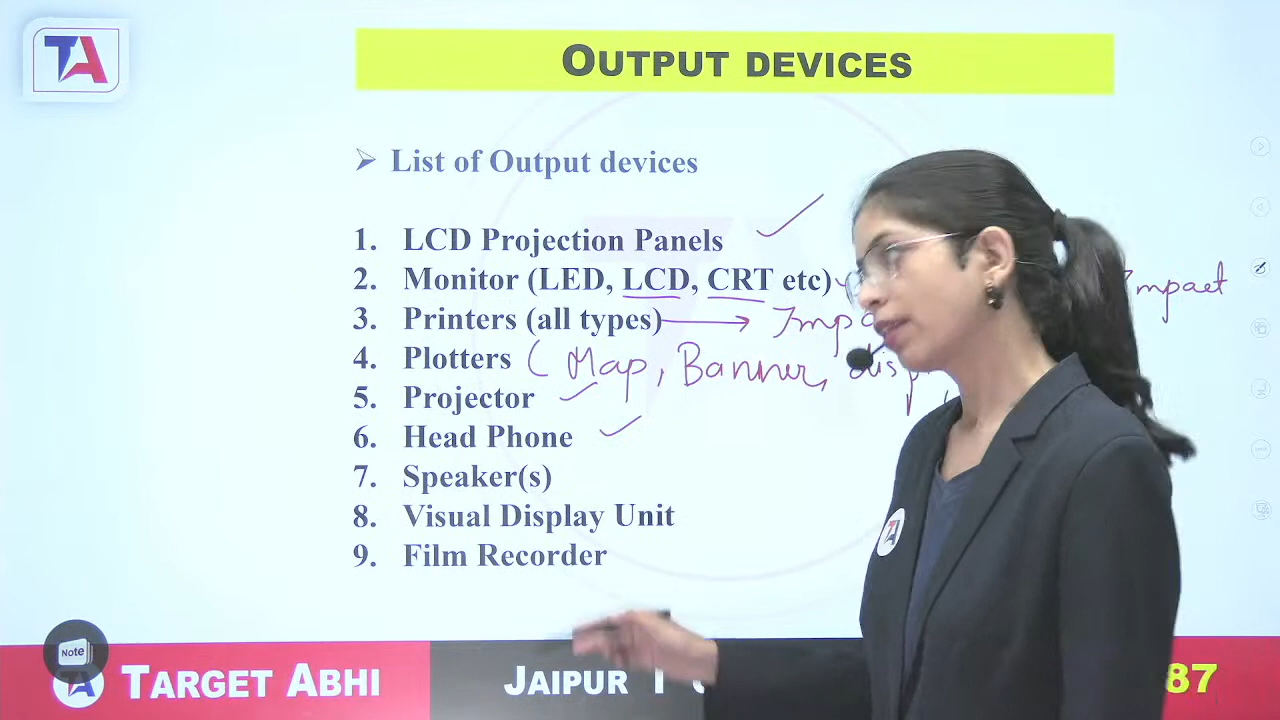 TA
OUTPUT DEVICES
➢ List of Output devices
1. LCD Projection Panels
2. Monitor (LED, LCD, CRT etc) Impact
3. Printers (all types)
4. Plotters ( Map, Banner,
5. Projector
6. Head Phone
7. Speaker(s)
8. Visual Display Unit
9. Film Recorder
TA
Note
TARGET ABHI
JAIPUR
87